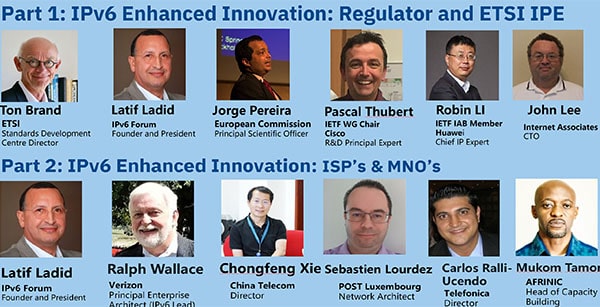 Part 1: IPv6 Enhanced Innovation: Regulator and ETSI IPE
Ton Brand
ETSI
Standards Development
Centre Director
Latif Ladid
IPv6 Forum
Founder and President
Jorge Pereira
European Commission
Principal Scientific Officer
Pascal Thubert
IETF WG Chair
Cisco
R&D Principal Expert
Robin LI
IETF IAB Member
Huawei
Chief IP Expert
John Lee
Internet Associates
CTO
Part 2: IPv6 Enhanced Innovation: ISP's & MNO's
Latif Ladid
IPv6 Forum
Founder and President
Ralph Wallace
Verizon
Principal Enterprise
Architect (IPv6 Lead)
Chongfeng Xie
China Telecom
Director
Sebastien Lourdez
POST Luxembourg
Network Architect
Carlos Ralli-
Ucendo
Telefonica
Director
Mukom Tamon
AFRINIC
Head of Capacity
Building